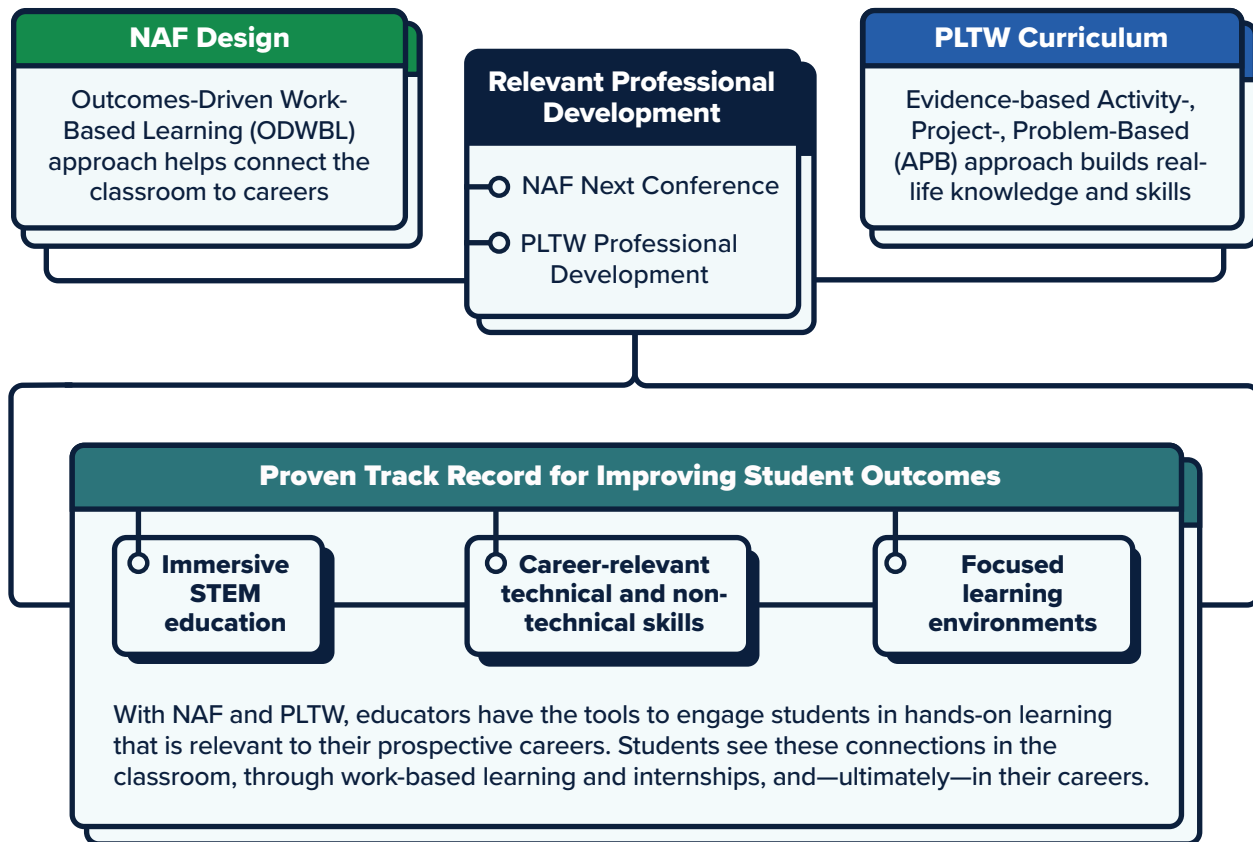 NAF Design
Outcomes-Driven Work-
Based Learning (ODWBL)
approach helps connect the
classroom to careers
Relevant Professional
Development
NAF Next Conference
PLTW Professional
Development
PLTW Curriculum
Evidence-based Activity-,
Project-, Problem-Based
(APB) approach builds real-
life knowledge and skills
Proven Track Record for Improving Student Outcomes
Immersive
STEM
education
Career-relevant
technical and non-
technical skills
Focused
learning
environments
With NAF and PLTW, educators have the tools to engage students in hands-on learning
that is relevant to their prospective careers. Students see these connections in the
classroom, through work-based learning and internships, and—ultimately—in their careers.